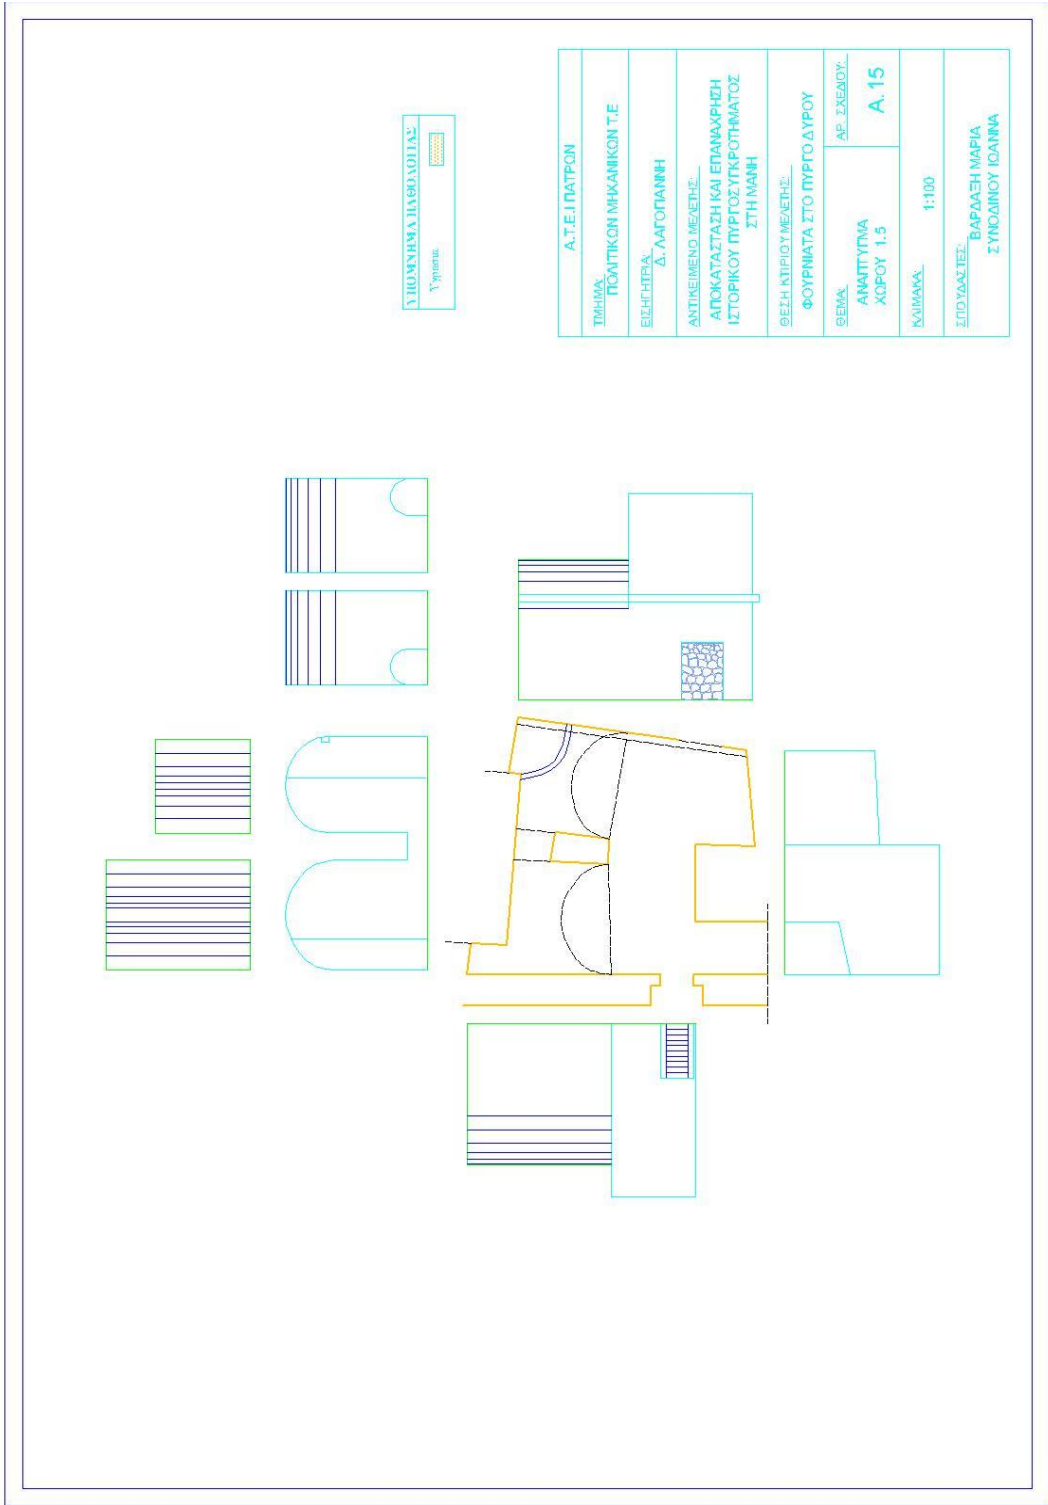 ΥΠΟΜΝΗΜΑ ΠΑΘΟΛΟΓΙΑΣ
Υγρασια
Α.Τ.Ε.Ι ΠΑΤΡΩΝ
ΤΜΗΜΑ:
ΠΟΛΙΤΙΚΩΝ ΜΗΧΑΝΙΚΩΝ Τ.Ε
ΕΙΣΗΓΗΤΡΙΑ:
Δ. ΛΑΓΟΓΙΑΝΝΗ
ΑΝΤΙΚΕΙΜΕΝΟ ΜΕΛΕΤΗΣ:
ΑΠΟΚΑΤΑΣΤΑΣΗ ΚΑΙ ΕΠΑΝΑΧΡΗΣΗ
ΙΣΤΟΡΙΚΟΥ ΠΥΡΓΟΣΥΓΚΡΟΤΗΜΑΤΟΣ
ΣΤΗ ΜΑΝΗ
ΘΕΣΗ ΚΤΙΡΙΟΥ ΜΕΛΕΤΗΣ:
ΦΟΥΡΝΙΑΤΑ ΣΤΟ ΠΥΡΓΟ ΔΥΡΟΥ
ΘΕΜΑ:
ΑΝΑΠΤΥΓΜΑ
ΧΩΡΟΥ 1.5
ΑΡ. ΣΧΕΔΙΟΥ:
Α. 15
ΚΛΙΜΑΚΑ:
1:100
ΣΠΟΥΔΑΣΤΕΣ:
ΒΑΡΔΑΞΗ ΜΑΡΙΑ
ΣΥΝΟΔΙΝΟΥ ΙΩΑΝΝΑ